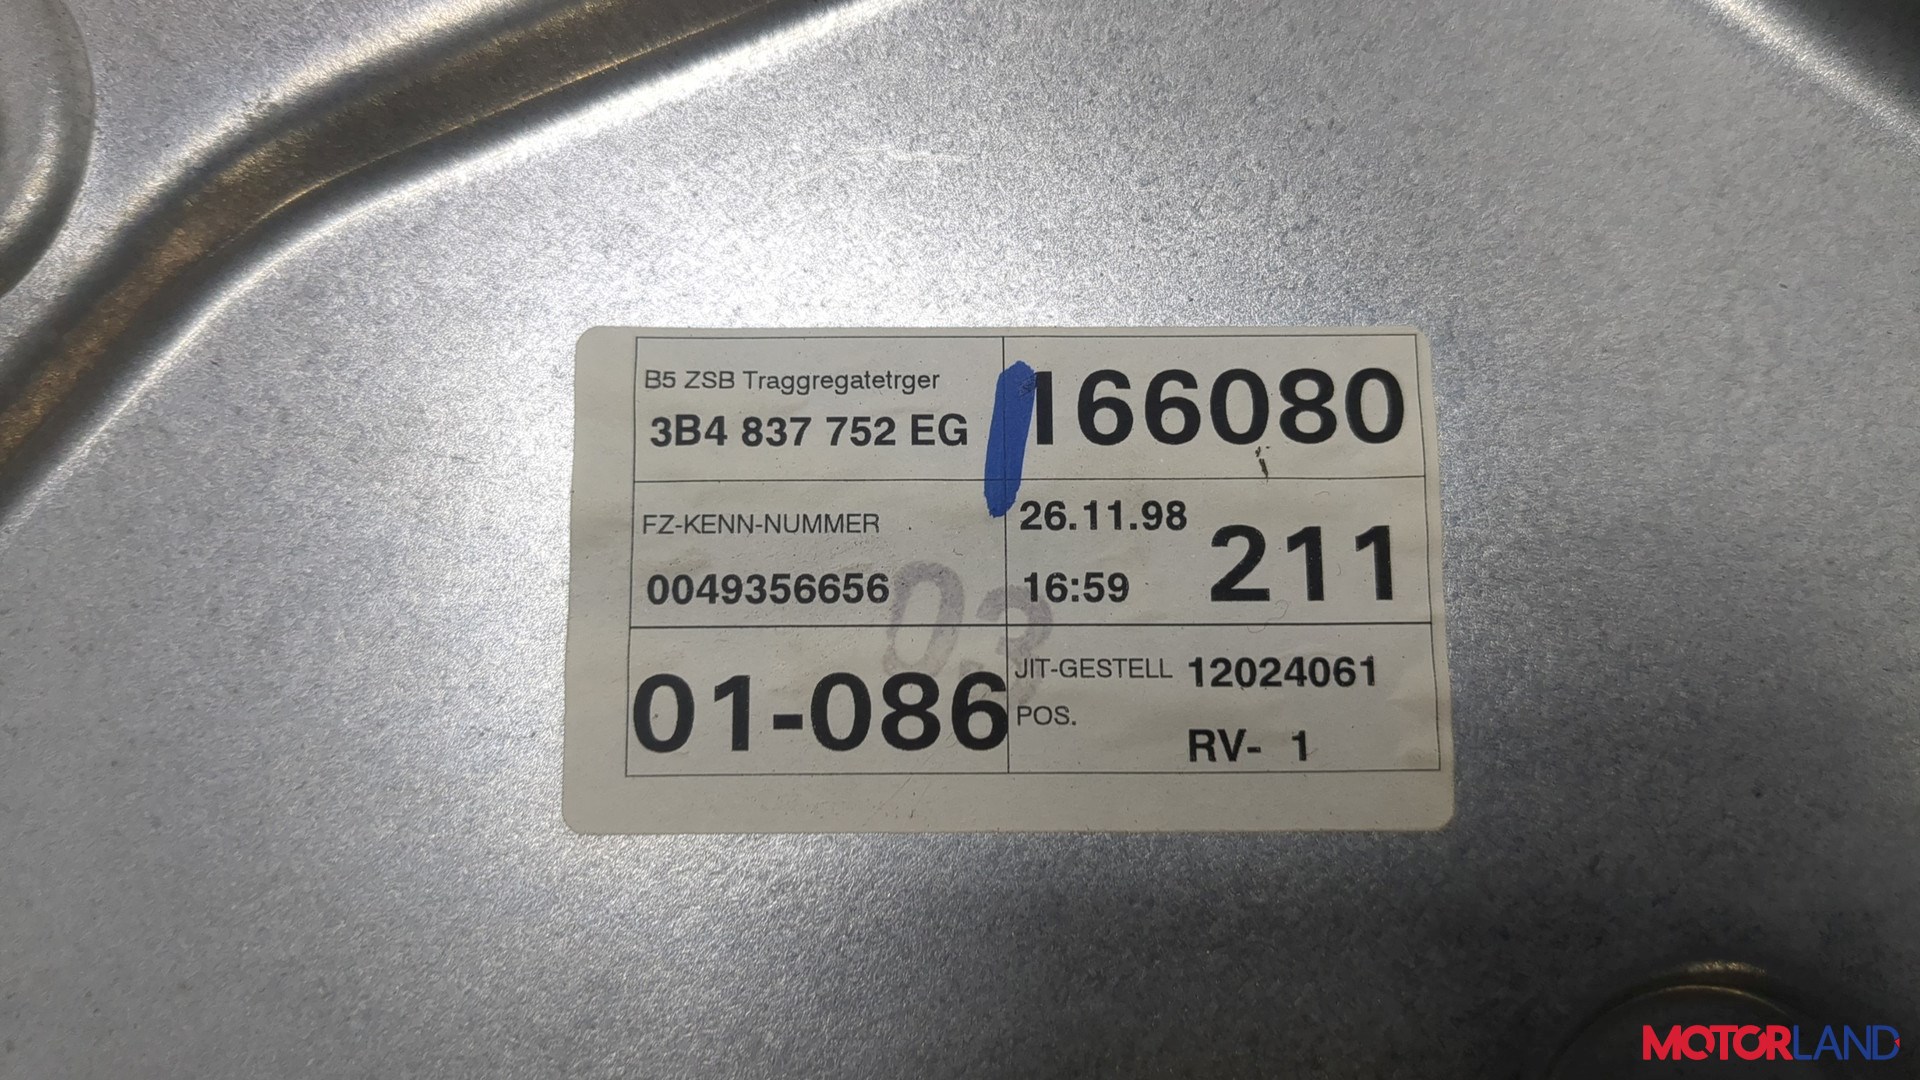 B5 ZSB Traggregatetrger
3B4 837 752 EG
166080
FZ-KENN-NUMMER
0049356656
26.11.98
16:59
211
03
01-086
JIT-GESTELL 12024061
POS.
RV- 1
MOTORLAND